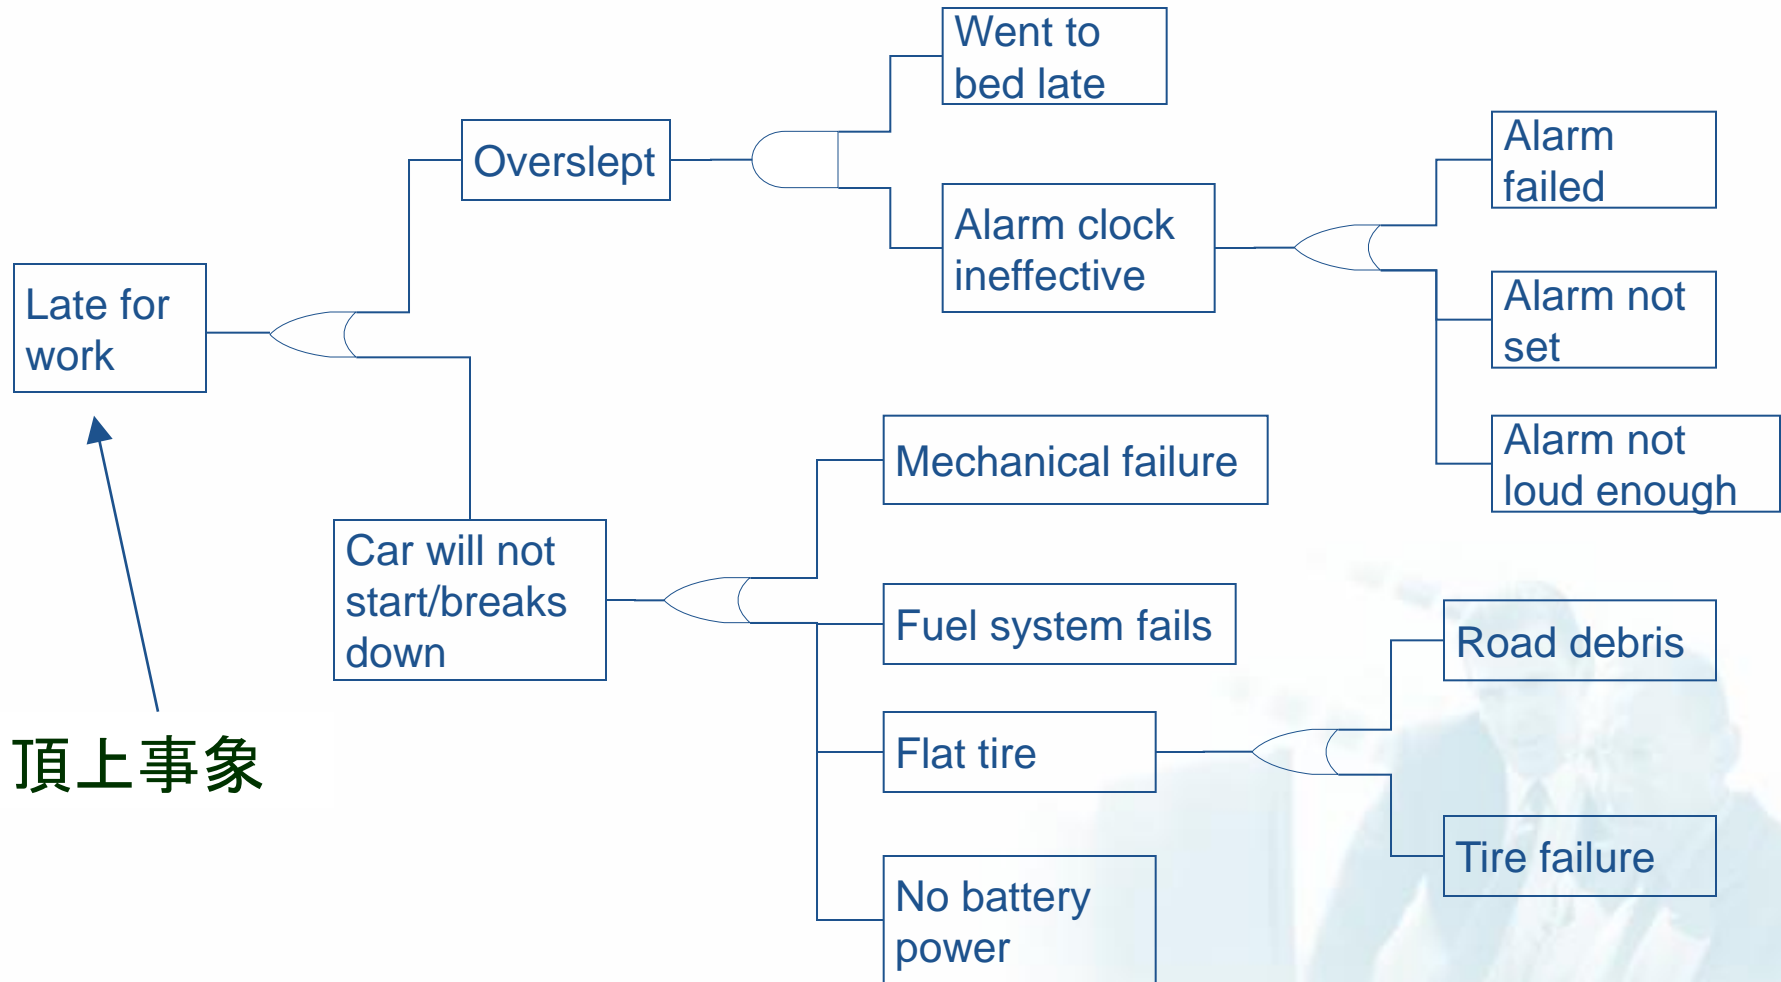 Late for
work
頂上事象
Overslept
Car will not
start/breaks
down
Went to
bed late
Alarm clock
ineffective
Alarm
failed
Alarm not
set
Alarm not
loud enough
Mechanical failure
Fuel system fails
Flat tire
No battery
power
Road debris
Tire failure